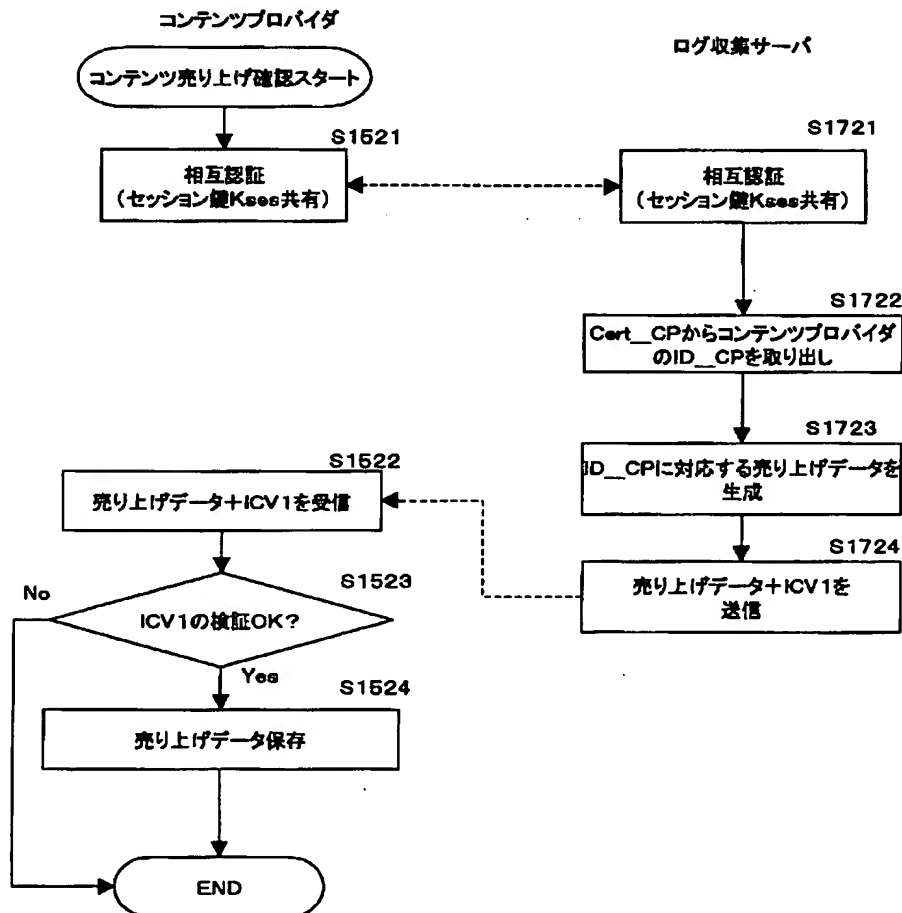 コンテンツプロバイダ
ログ収集サーバ
コンテンツ売り上げ確認スタート
S1521
相互認証
(セッション鍵Kses共有)
S1721
相互認証
(セッション鍵Kses共有)
S1722
Cert__CPからコンテンツプロバイダ
のID__CPを取り出し
S1723
ID__CPに対応する売り上げデータを
生成
S1724
売り上げデータ+ICV1を
送信
S1522
売り上げデータ+ICV1を受信
S1523
No
ICV1の検証OK?
Yes
S1524
売り上げデータ保存
END